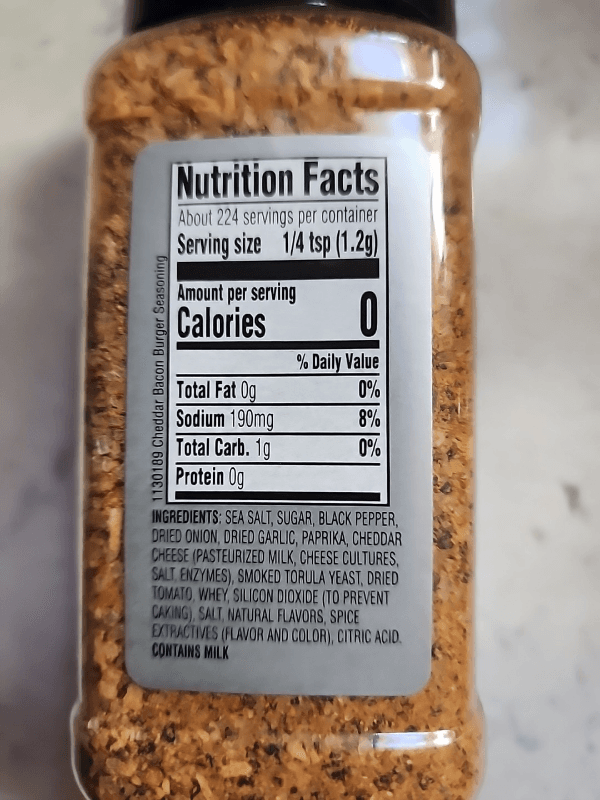 Nutrition Facts
About 224 servings per container
Serving size 1/4 tsp (1.2g)
Amount per serving
Calories 0
% Daily Value
Total Fat 0g 0%
Sodium 190mg 8%
Total Carb. 1g 0%
Protein 0g
INGREDIENTS: SEA SALT, SUGAR, BLACK PEPPER,
DRIED ONION, DRIED GARLIC, PAPRIKA, CHEDDAR
CHEESE (PASTEURIZED MILK, CHEESE CULTURES,
SALT, ENZYMES), SMOKED TORULA YEAST, DRIED
TOMATO, WHEY, SILICON DIOXIDE (TO PREVENT
CAKING), SALT, NATURAL FLAVORS, SPICE
EXTRACTIVES (FLAVOR AND COLOR), CITRIC ACID.
CONTAINS MILK
1130189 Cheddar Bacon Burger Seasoning